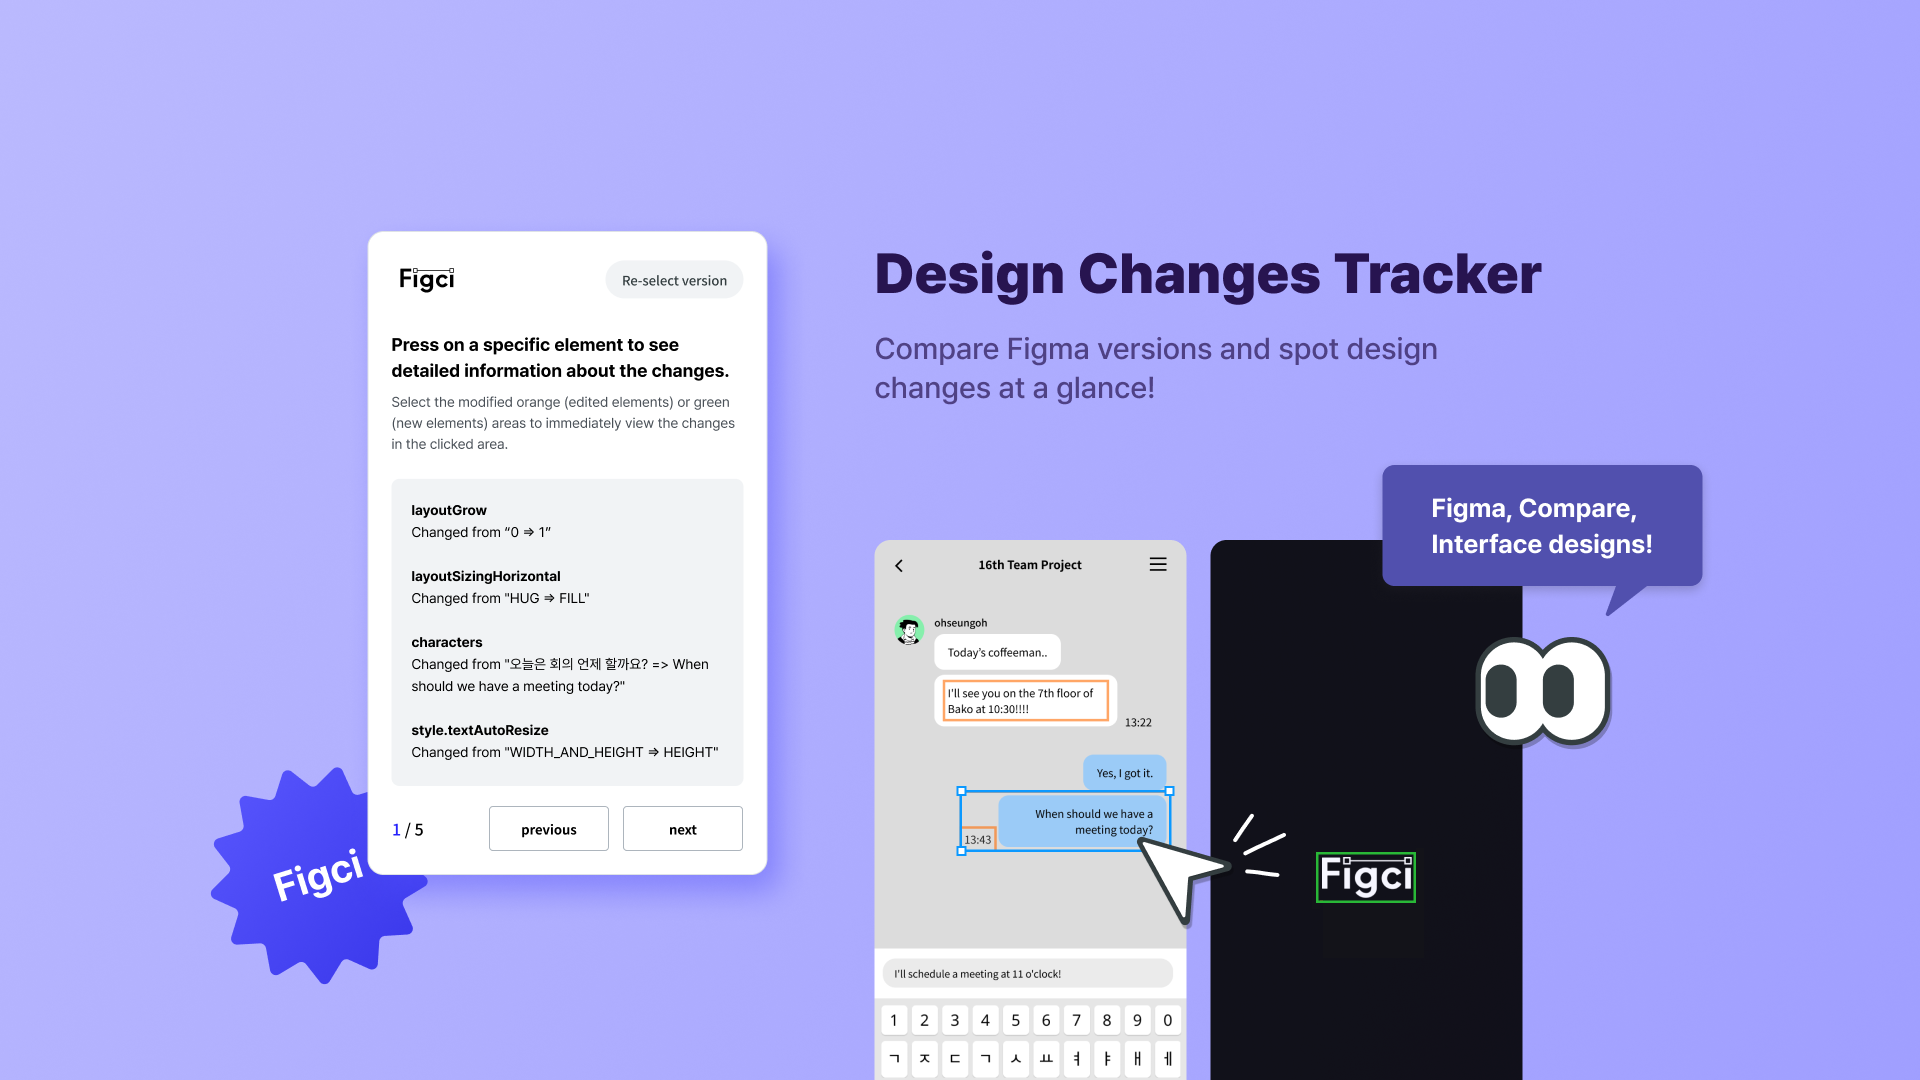 Figci
Re-select version
Press on a specific element to see
detailed information about the changes.
Select the modified orange (edited elements) or green
(new elements) areas to immediately view the changes
in the clicked area.
layoutGrow
Changed from “0 ⇒ 1”
layoutSizingHorizontal
Changed from "HUG ⇒ FILL"
characters
Changed from "오늘은 회의 언제 할까요? => When
should we have a meeting today?"
style.textAutoResize
Changed from "WIDTH_AND_HEIGHT ⇒ HEIGHT"
1 / 5
previous
next
Figci
Design Changes Tracker
Compare Figma versions and spot design
changes at a glance!
Figma, Compare,
Interface designs!
16th Team Project
ohseungoh
Today’s coffeeman..
I'll see you on the 7th floor of
Bako at 10:30!!!!
13:22
Yes, I got it.
When should we have a
meeting today?
13:43
Figci
I'll schedule a meeting at 11 o'clock!
1 2 3 4 5 6 7 8 9 0
ㄱ ㅈ ㄷ ㄱ ㅅ ㅛ ㅕ ㅑ ㅐ ㅔ